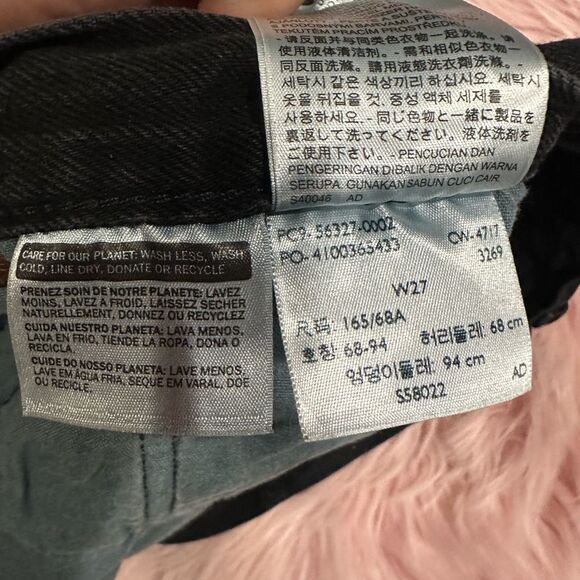 PODOBNÝMI BARVAMI. PER
TEKUTÉM PRACÍM PROSTŘEDKU.
- 请反面并与同类色衣物一起洗涤。请
使用液体清洁剂。- 需和相似色衣物一
同反面洗滌。請用液態洗衣劑洗滌。-
세탁시 같은 색상끼리 하십시오. 세탁시
옷을 뒤집을 것. 중성 액체 세제를
사용하세요. - 同じ色物と一緒に製品を
裏返して洗ってください。液体洗剤を
ご使用下さい。- PENCUCIAN DAN
PENGERINGAN DIBALIK DENGAN WARNA
SERUPA. GUNAKAN SABUN CUCI CAIR
S40046 AD
CARE FOR OUR PLANET: WASH LESS, WASH
COLD, LINE DRY, DONATE OR RECYCLE
PRENEZ SOIN DE NOTRE PLANÈTE: LAVEZ
MOINS, LAVEZ À FROID, LAISSEZ SÉCHER
NATURELLEMENT, DONNEZ OU RECYCLEZ
CUIDA NUESTRO PLANETA: LAVA MENOS,
LAVA EN FRÍO, TIENDE LA ROPA, DONA O
RECICLA.
CUIDE DO NOSSO PLANETA: LAVE MENOS,
LAVE EM ÁGUA FRIA, SEQUE EM VARAL, DOE
OU RECICLE.
PC9- 56327-0002
PO- 4100365433
CW-4717
3269
W27
尺码: 165/68A
호칭: 68-94 허리둘레: 68 cm
엉덩이둘레: 94 cm
S58022 AD